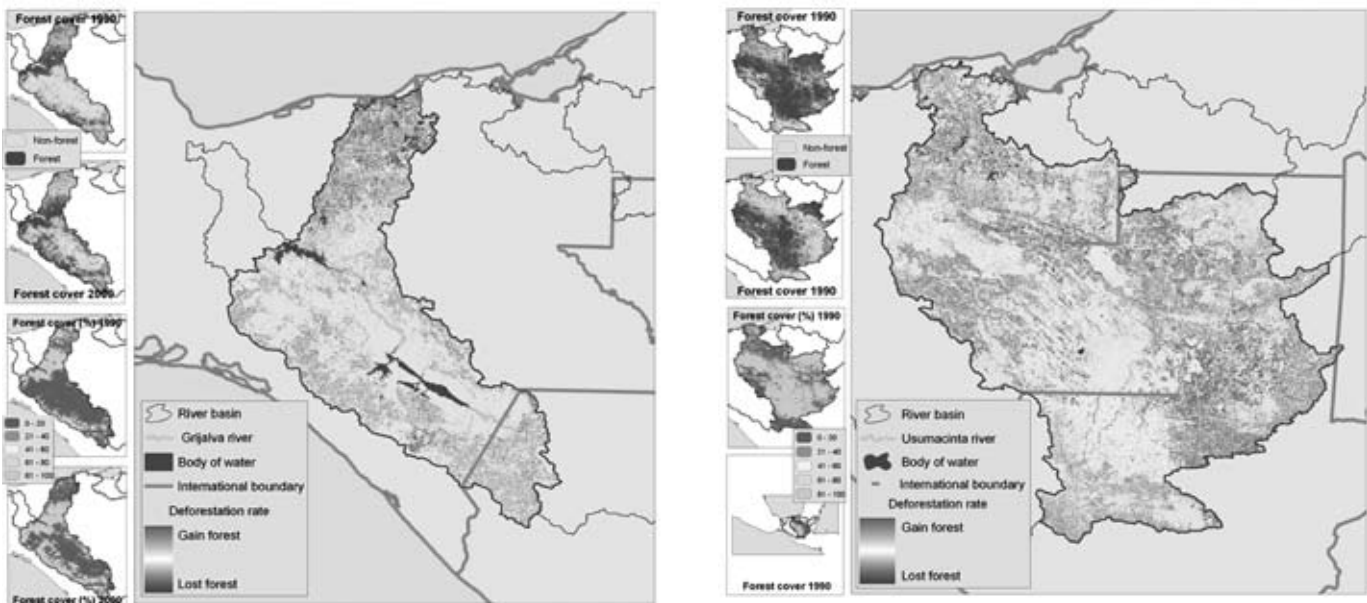 Forest cover 1990
Non-forest
Forest
Forest cover 2000
Forest cover (%) 1990
0 - 20
21 - 40
41 - 60
61 - 80
81 - 100
Forest cover (%) 2000
River basin
Grijalva river
Body of water
International boundary
Deforestation rate
Gain forest
Lost forest
Forest cover 1990
Non-forest
Forest
Forest cover 1990
Forest cover (%) 1990
0 - 20
21 - 40
41 - 60
61 - 80
81 - 100
Forest cover 1990
River basin
Usumacinta river
Body of water
International boundary
Deforestation rate
Gain forest
Lost forest